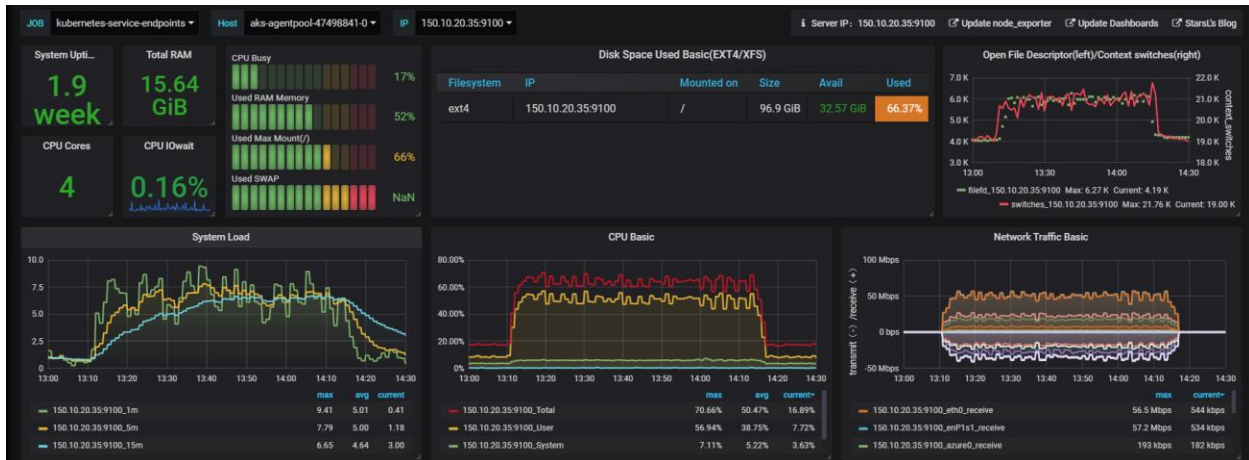 JOB kubernetes-service-endpoints Host aks-agentpool-47498841-0 IP 150.10.20.35:9100 Server IP: 150.10.20.35:9100 Update node_exporter Update Dashboards StarsL's Blog
System Upti...
1.9
week
Total RAM
15.64
GiB
CPU Cores
4
CPU IOwait
0.16%
CPU Busy
17%
Used RAM Memory
52%
Used Max Mount(/)
66%
Used SWAP
NaN
Disk Space Used Basic(EXT4/XFS)
Filesystem IP Mounted on Size Avail Used
ext4 150.10.20.35:9100 / 96.9 GiB 32.57 GiB 66.37%
Open File Descriptor(left)/Context switches(right)
7.0 K 22.0 K
6.0 K 21.0 K
5.0 K 20.0 K
4.0 K 19.0 K
3.0 K 18.0 K
context_switches
13:00 13:30 14:00 14:30
filefd_150.10.20.35:9100 Max: 6.27 K Current: 4.19 K
switches_150.10.20.35:9100 Max: 21.76 K Current: 19.00 K
System Load
10.0
7.5
5.0
2.5
0
13:00 13:10 13:20 13:30 13:40 13:50 14:00 14:10 14:20 14:30
max avg current
150.10.20.35:9100_1m 9.41 5.01 0.41
150.10.20.35:9100_5m 7.79 5.00 1.18
150.10.20.35:9100_15m 6.65 4.64 3.00
CPU Basic
80.00%
60.00%
40.00%
20.00%
0%
13:00 13:10 13:20 13:30 13:40 13:50 14:00 14:10 14:20 14:30
max avg current
150.10.20.35:9100_Total 70.66% 50.47% 16.89%
150.10.20.35:9100_User 56.94% 38.75% 7.72%
150.10.20.35:9100_System 7.11% 5.22% 3.63%
Network Traffic Basic
transmit (-) /receive (+)
100 Mbps
50 Mbps
0 bps
-50 Mbps
13:00 13:10 13:20 13:30 13:40 13:50 14:00 14:10 14:20 14:30
max current
150.10.20.35:9100_eth0_receive 56.5 Mbps 544 kbps
150.10.20.35:9100_enP1s1_receive 57.2 Mbps 534 kbps
150.10.20.35:9100_azure0_receive 193 kbps 182 kbps